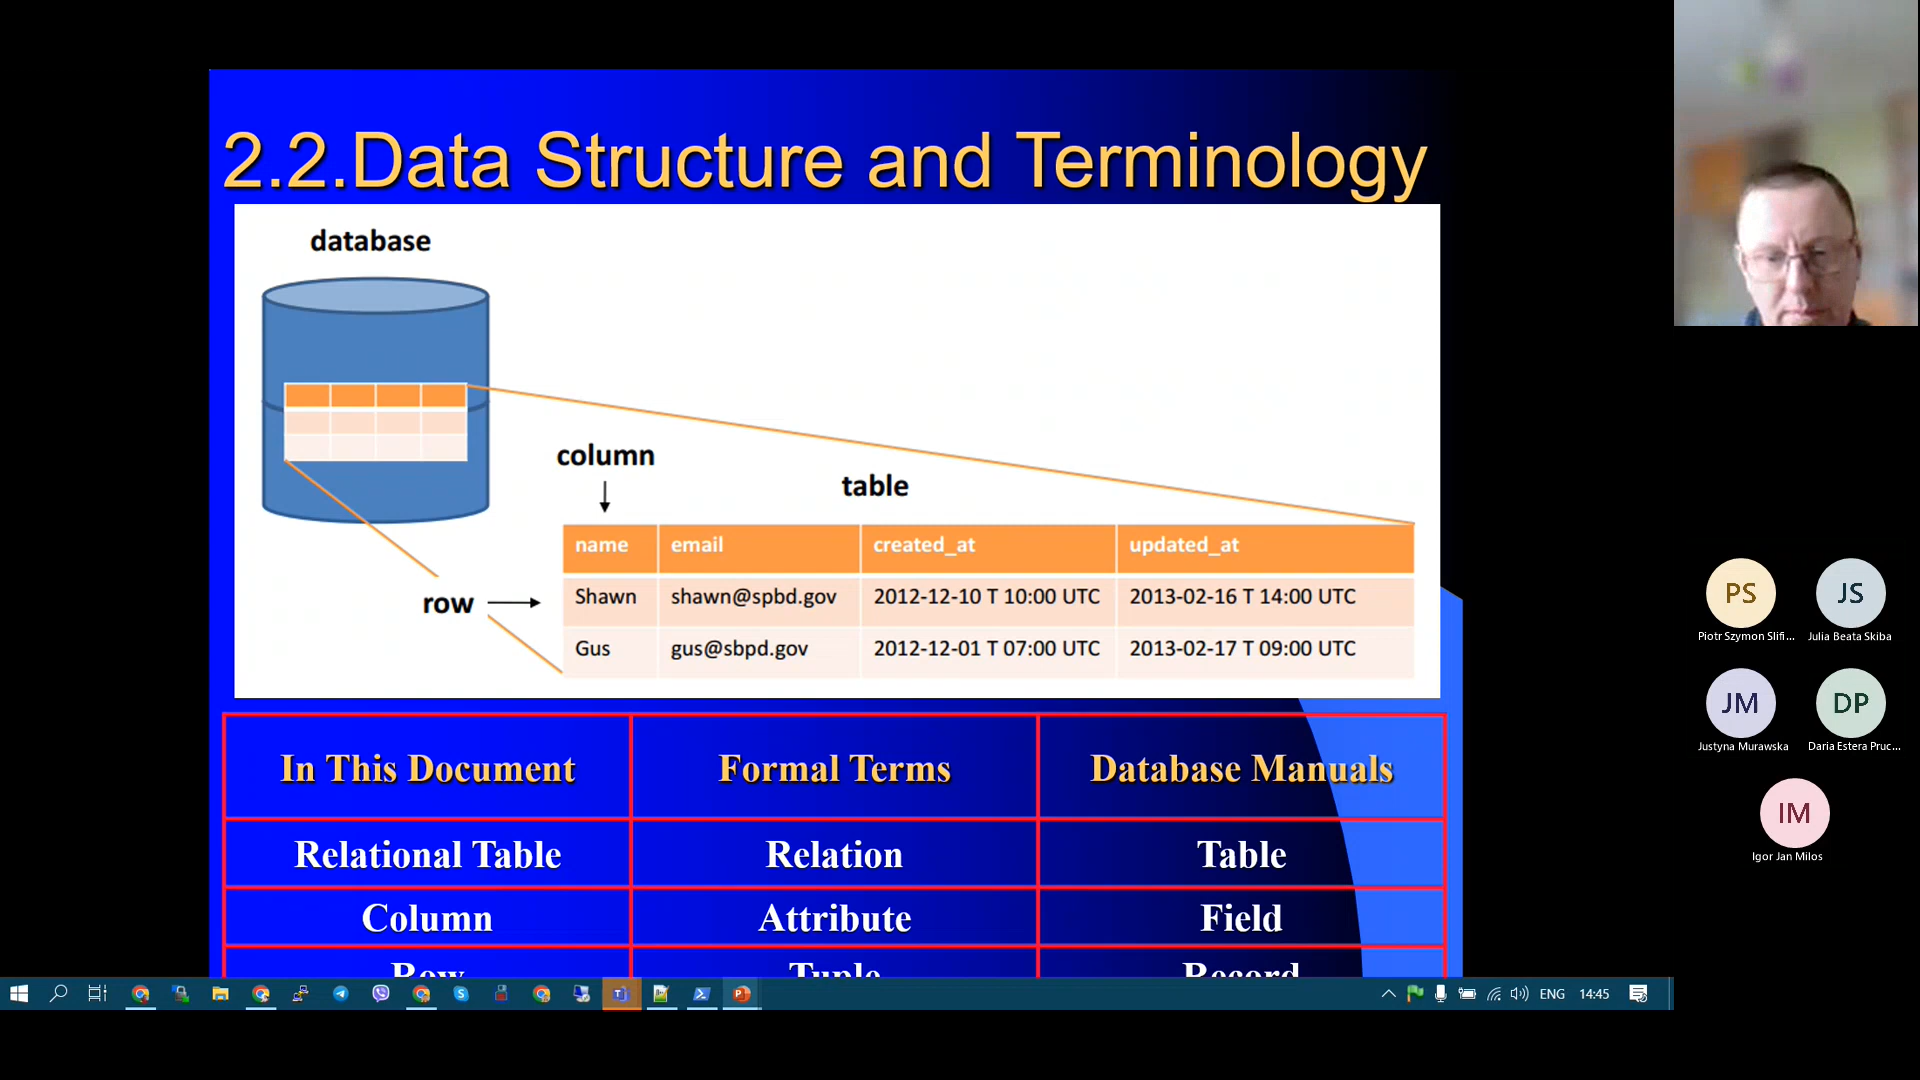 2.2.Data Structure and Terminology
database
column
table
name email created_at updated_at
row
Shawn shawn@spbd.gov 2012-12-10 T 10:00 UTC 2013-02-16 T 14:00 UTC
Gus gus@sbpd.gov 2012-12-01 T 07:00 UTC 2013-02-17 T 09:00 UTC
In This Document Formal Terms Database Manuals
Relational Table Relation Table
Column Attribute Field
Row Tuple Record
ENG 14:45
PS JS
Piotr Szymon Slifi... Julia Beata Skiba
JM DP
Justyna Murawska Daria Estera Pruc...
IM
Igor Jan Milos